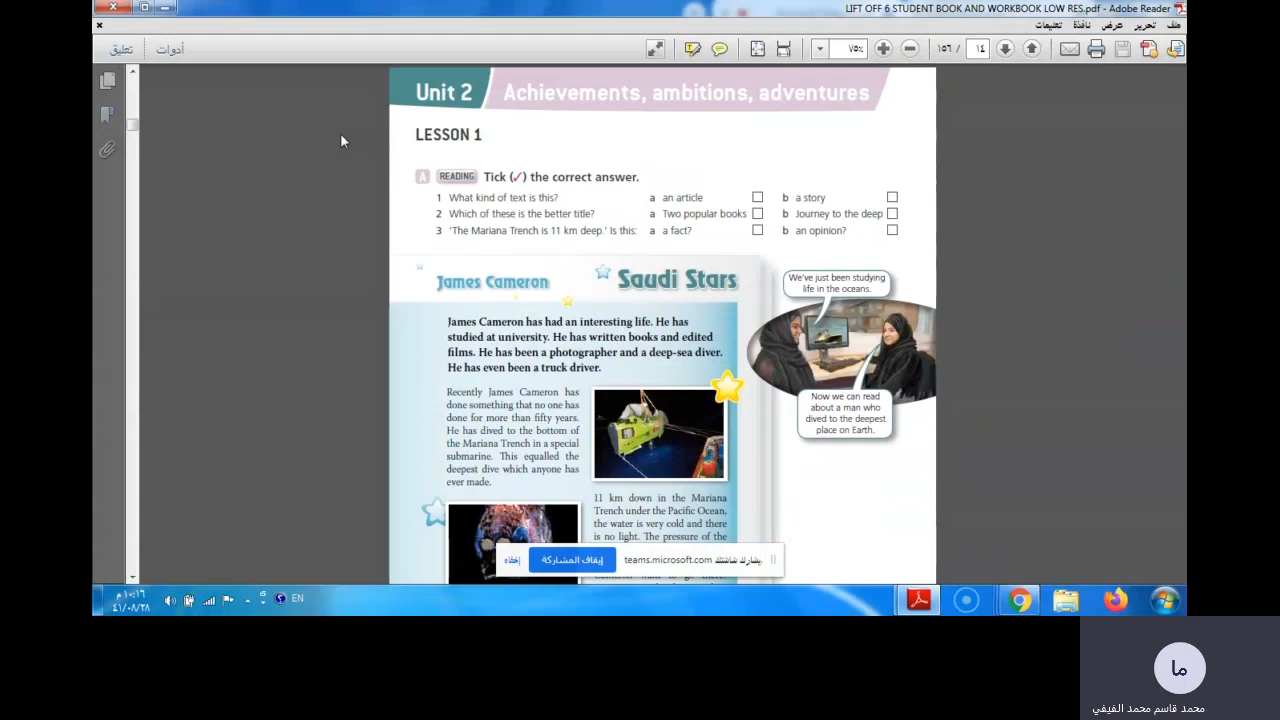 LIFT OFF 6 STUDENT BOOK AND WORKBOOK LOW RES.pdf - Adobe Reader
ملف تحرير عرض نافذة تعليمات
أدوات
تعليق
٧٥%
١٤ / ١٥٦
Unit 2 Achievements, ambitions, adventures
LESSON 1
A READING Tick (✓) the correct answer.
1 What kind of text is this? a an article b a story
2 Which of these is the better title? a Two popular books b Journey to the deep
3 ‘The Mariana Trench is 11 km deep.’ Is this: a a fact? b an opinion?
James Cameron
Saudi Stars
James Cameron has had an interesting life. He has
studied at university. He has written books and edited
films. He has been a photographer and a deep-sea diver.
He has even been a truck driver.
Recently James Cameron has
done something that no one has
done for more than fifty years.
He has dived to the bottom of
the Mariana Trench in a special
submarine. This equalled the
deepest dive which anyone has
ever made.
11 km down in the Mariana
Trench under the Pacific Ocean,
the water is very cold and there
is no light. The pressure of the
We've just been studying
life in the oceans.
Now we can read
about a man who
dived to the deepest
place on Earth.
teams.microsoft.com يشارك شاشتك.
إيقاف المشاركة
إخفاء
EN
١٠:١٦ م
٤١/٠٨/٢٨
ما
محمد قاسم محمد الفيفي